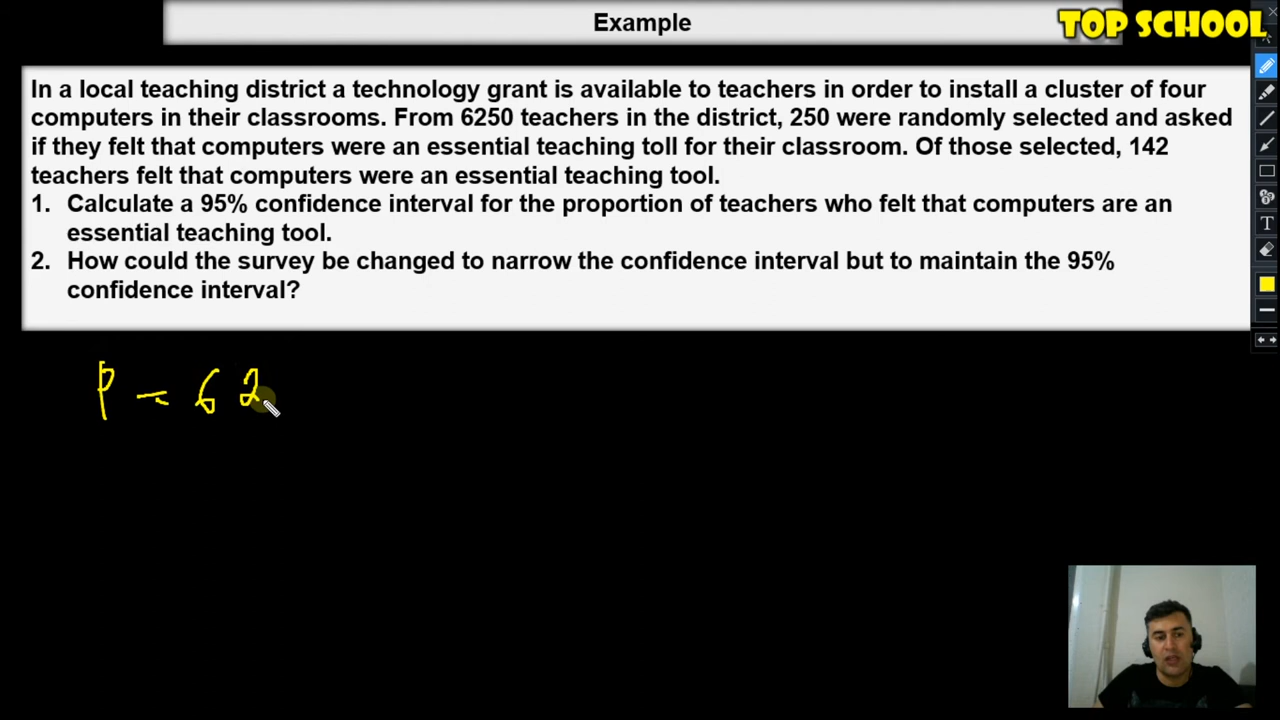 Example
TOP SCHOOL
In a local teaching district a technology grant is available to teachers in order to install a cluster of four
computers in their classrooms. From 6250 teachers in the district, 250 were randomly selected and asked
if they felt that computers were an essential teaching toll for their classroom. Of those selected, 142
teachers felt that computers were an essential teaching tool.
1. Calculate a 95% confidence interval for the proportion of teachers who felt that computers are an
essential teaching tool.
2. How could the survey be changed to narrow the confidence interval but to maintain the 95%
confidence interval?
P = 62
T